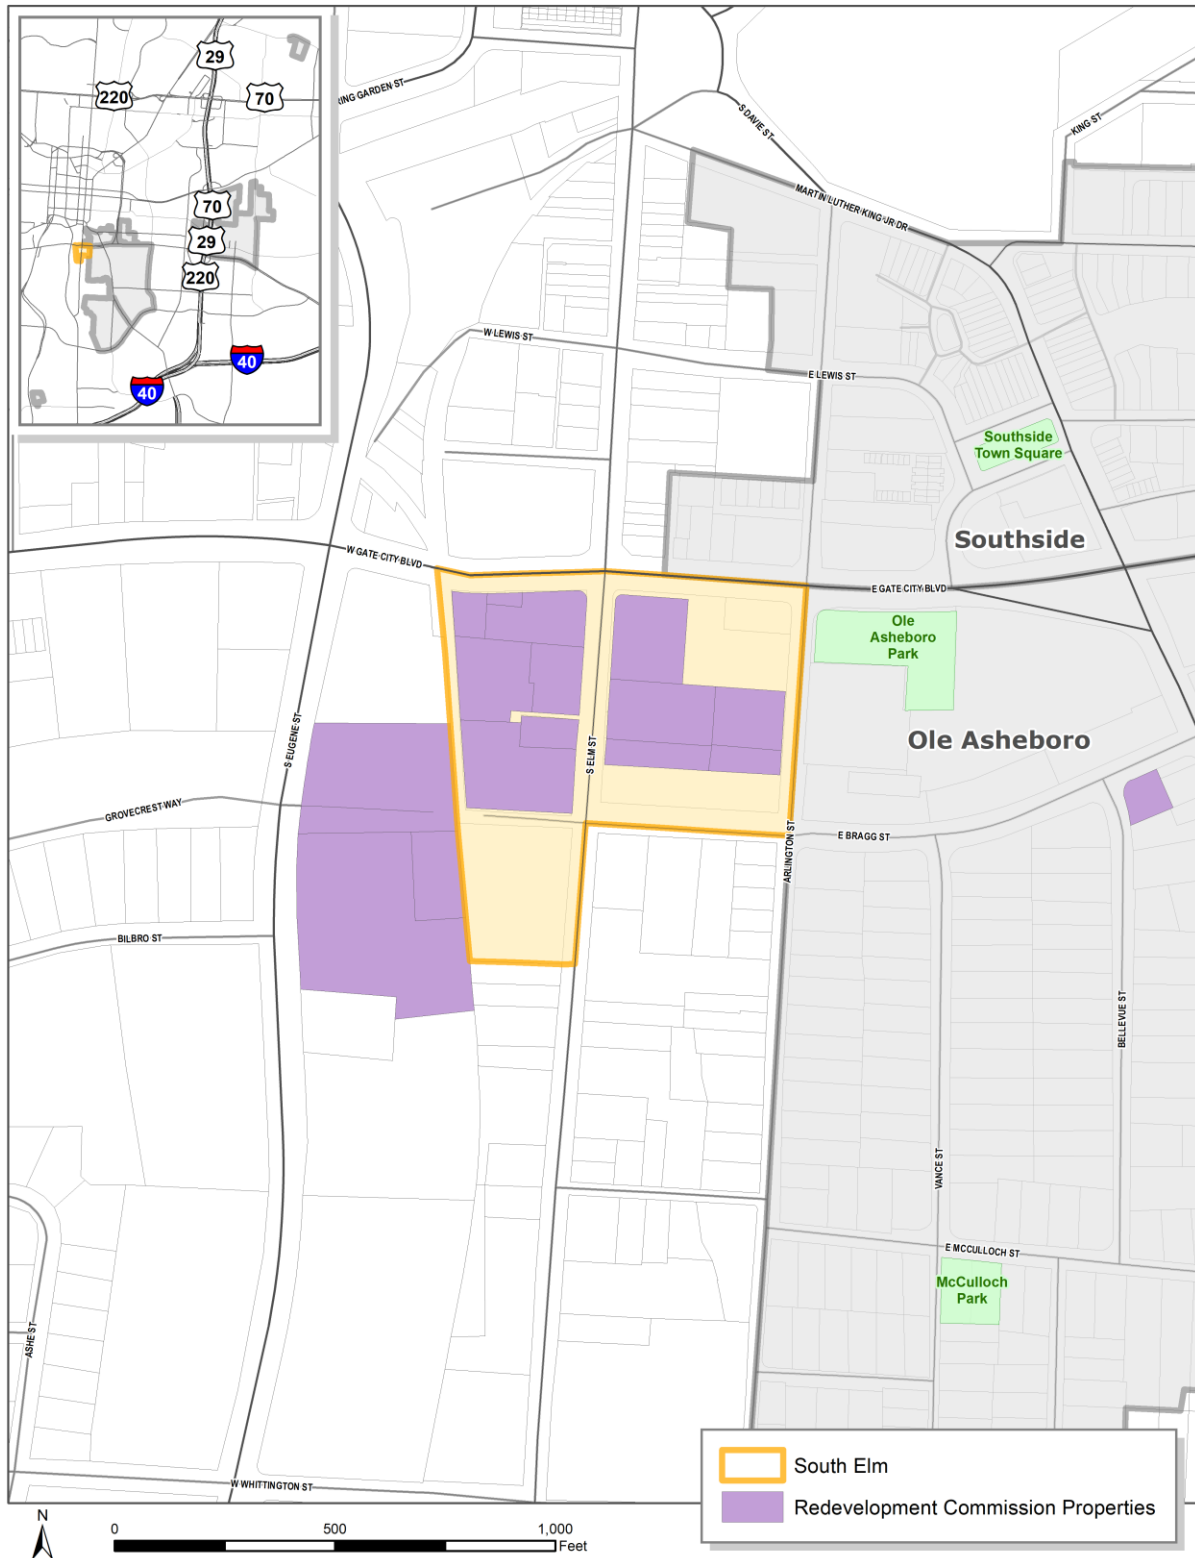 29
220
70
70
29
220
40
40
RING GARDEN ST
S DAVIE ST
KING ST
MARTIN LUTHER KING JR DR
W LEWIS ST
E LEWIS ST
Southside
Town Square
Southside
W GATE CITY BLVD
E GATE CITY BLVD
Ole
Asheboro
Park
Ole Asheboro
S EUGENE ST
S ELM ST
GROVECREST WAY
ARLINGTON ST
E BRAGG ST
BILBRO ST
BELLEVUE ST
VANCE ST
E MCCULLOCH ST
McCulloch
Park
ASHE ST
W WHITTINGTON ST
South Elm
Redevelopment Commission Properties
N
0 500 1,000
Feet